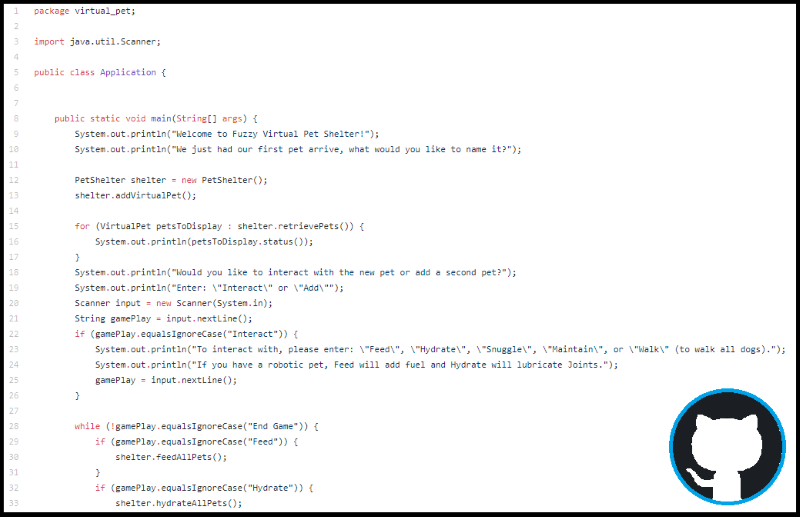 1 package virtual_pet;
2
3 import java.util.Scanner;
4
5 public class Application {
6
7
8 public static void main(String[] args) {
9 System.out.println("Welcome to Fuzzy Virtual Pet Shelter!");
10 System.out.println("We just had our first pet arrive, what would you like to name it?");
11
12 PetShelter shelter = new PetShelter();
13 shelter.addVirtualPet();
14
15 for (VirtualPet petsToDisplay : shelter.retrievePets()) {
16 System.out.println(petsToDisplay.status());
17 }
18 System.out.println("Would you like to interact with the new pet or add a second pet?");
19 System.out.println("Enter: \"Interact\" or \"Add\"");
20 Scanner input = new Scanner(System.in);
21 String gamePlay = input.nextLine();
22 if (gamePlay.equalsIgnoreCase("Interact")) {
23 System.out.println("To interact with, please enter: \"Feed\", \"Hydrate\", \"Snuggle\", \"Maintain\", or \"Walk\" (to walk all dogs).");
24 System.out.println("If you have a robotic pet, Feed will add fuel and Hydrate will lubricate Joints.");
25 gamePlay = input.nextLine();
26 }
27
28 while (!gamePlay.equalsIgnoreCase("End Game")) {
29 if (gamePlay.equalsIgnoreCase("Feed")) {
30 shelter.feedAllPets();
31 }
32 if (gamePlay.equalsIgnoreCase("Hydrate")) {
33 shelter.hydrateAllPets();